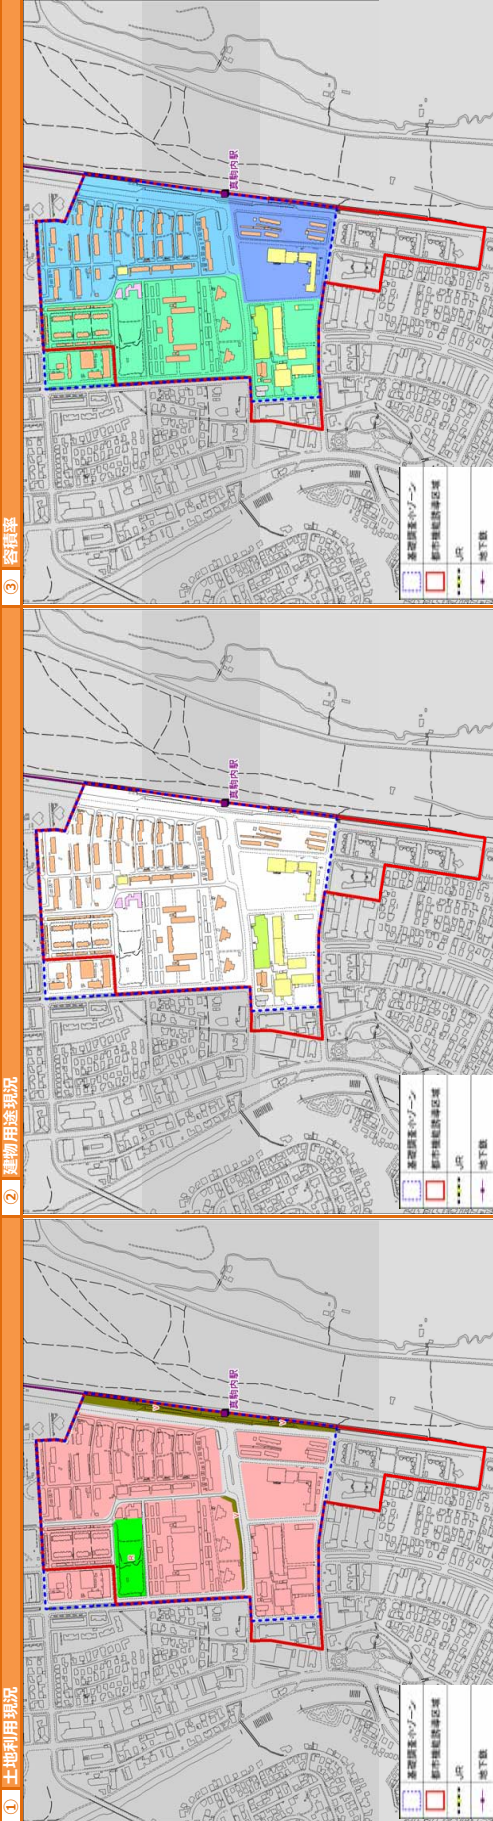 ① 土地利用現況
真駒内駅
基礎調査小ゾーン
都市機能誘導区域
JR
地下鉄
② 建物用途現況
真駒内駅
基礎調査小ゾーン
都市機能誘導区域
JR
地下鉄
③ 容積率
真駒内駅
基礎調査小ゾーン
都市機能誘導区域
JR
地下鉄